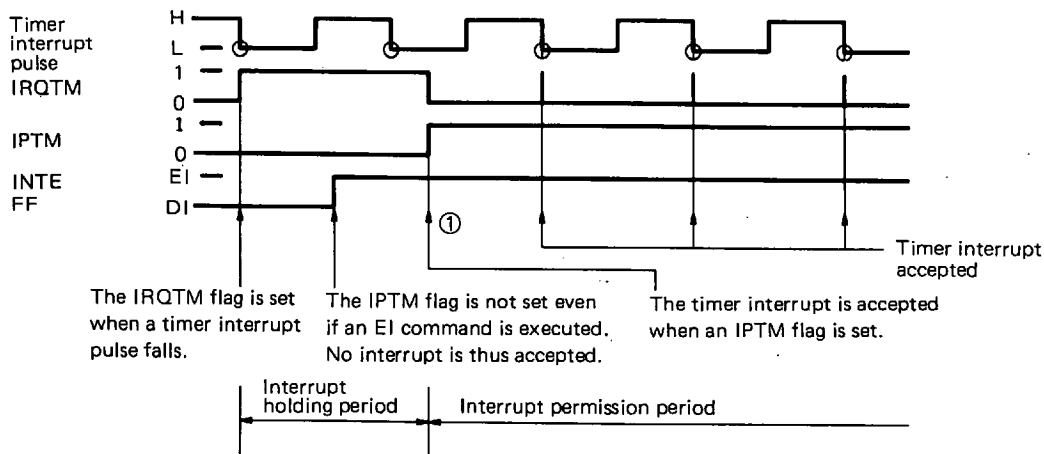 Timer
interrupt
pulse
H
L
IRQTM
1
0
IPTM
1
0
INTE
FF
EI
DI
①
Timer interrupt
accepted
The IRQTM flag is set
when a timer interrupt
pulse falls.
The IPTM flag is not set even
if an EI command is executed.
No interrupt is thus accepted.
The timer interrupt is accepted
when an IPTM flag is set.
Interrupt
holding period
Interrupt permission period